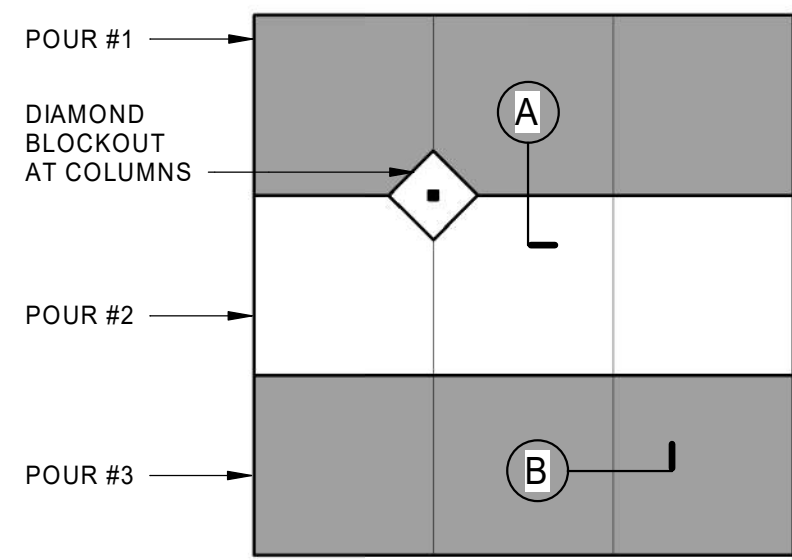 POUR #1
A
DIAMOND
BLOCKOUT
AT COLUMNS
POUR #2
B
POUR #3